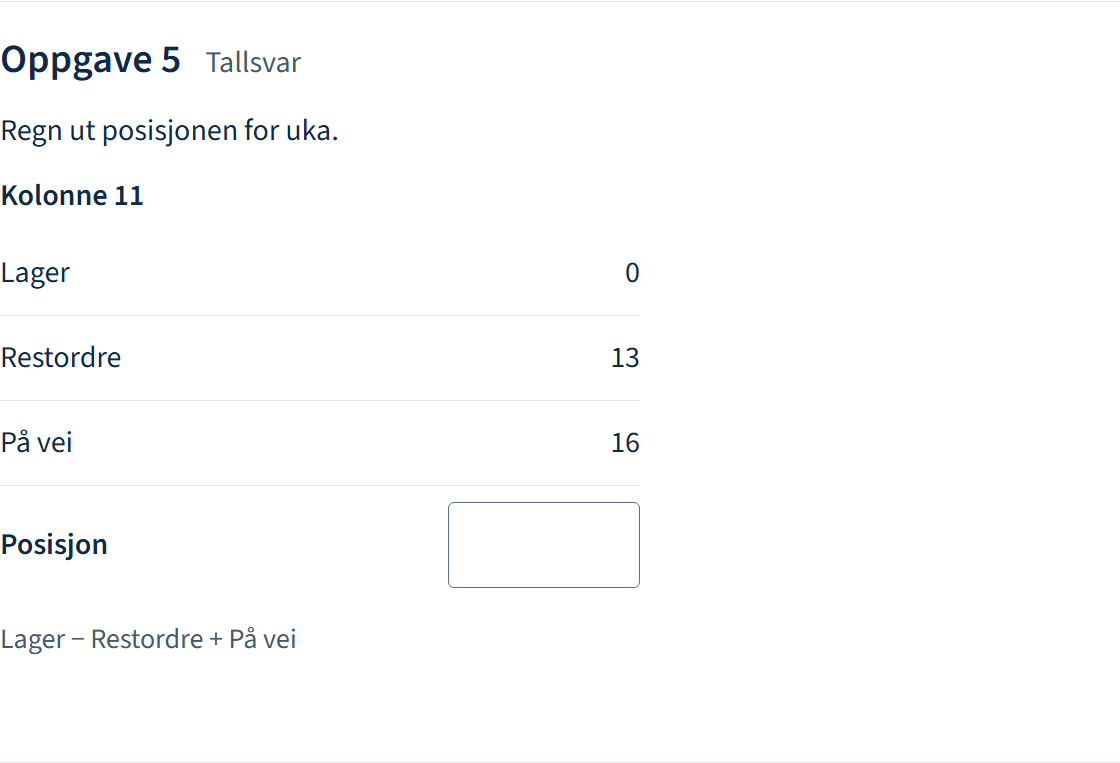 Oppgave 5 Tallsvar
Regn ut posisjonen for uka.
Kolonne 11
Lager 0
Restordre 13
På vei 16
Posisjon
Lager − Restordre + På vei